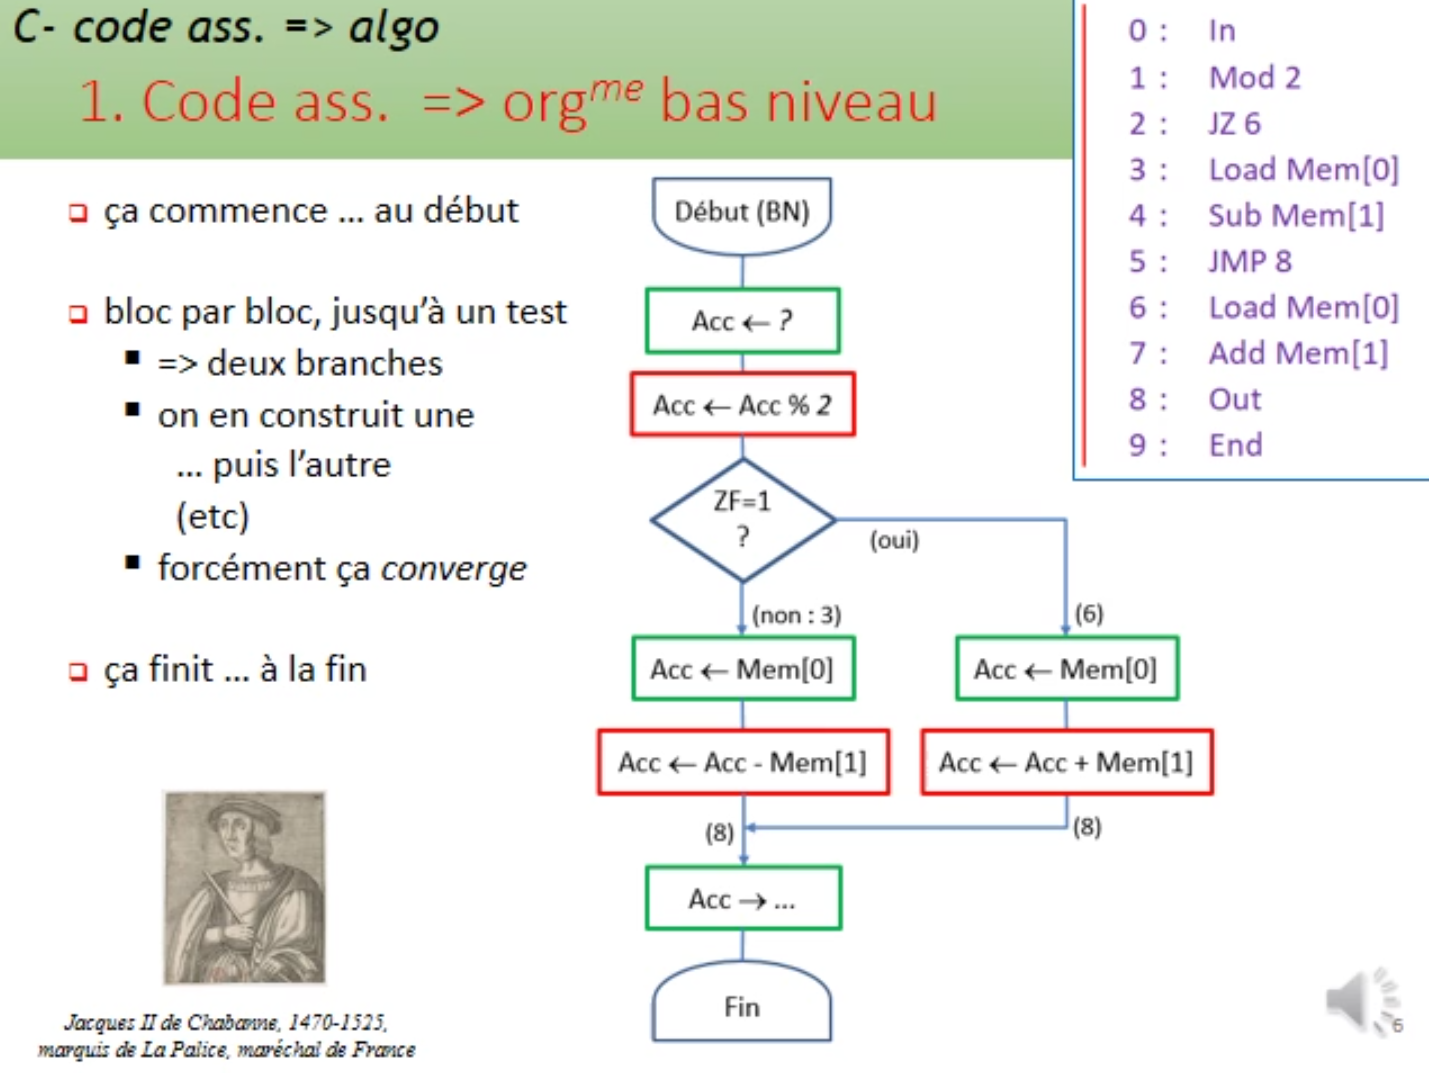 C- code ass. => algo
1. Code ass. => orgme bas niveau
0 : In
1 : Mod 2
2 : JZ 6
3 : Load Mem[0]
4 : Sub Mem[1]
5 : JMP 8
6 : Load Mem[0]
7 : Add Mem[1]
8 : Out
9 : End
ça commence ... au début
bloc par bloc, jusqu'à un test
=> deux branches
on en construit une
... puis l'autre
(etc)
forcément ça converge
ça finit ... à la fin
Début (BN)
Acc ← ?
Acc ← Acc % 2
ZF=1
?
(oui)
(non : 3)
(6)
Acc ← Mem[0]
Acc ← Mem[0]
Acc ← Acc - Mem[1]
Acc ← Acc + Mem[1]
(8)
(8)
Acc → ...
Fin
Jacques II de Chabanne, 1470-1525,
marquis de La Palice, maréchal de France
6